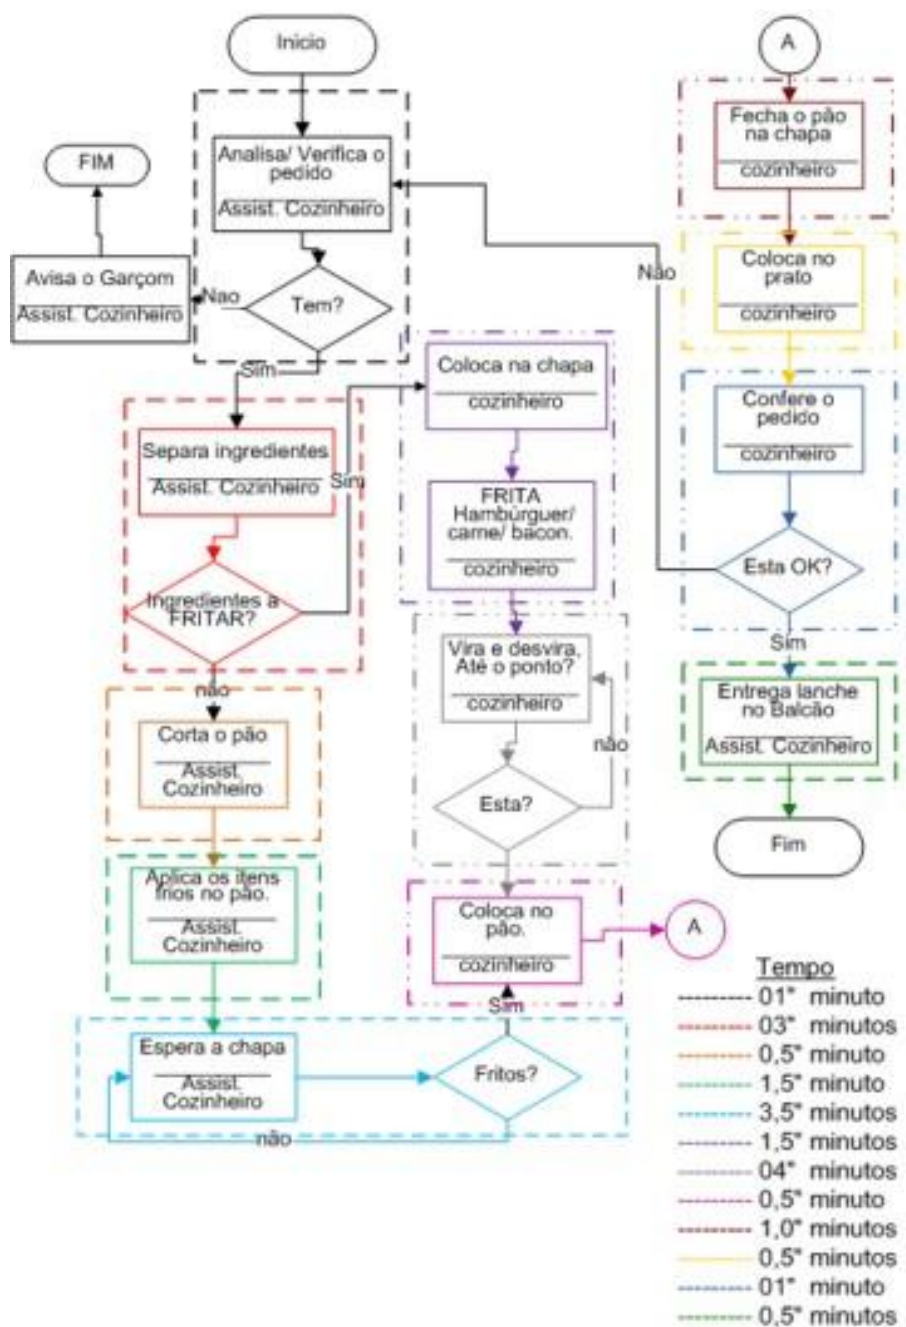 Inicio
Analisa/ Verifica o
pedido
Assist. Cozinheiro
FIM
Avisa o Garçom
Assist. Cozinheiro
Nao
Tem?
Sim
Separa ingredientes
Assist. Cozinheiro
Ingredientes a
FRITAR?
Sim
não
Corta o pão
Assist.
Cozinheiro
Aplica os itens
frios no pão.
Assist.
Cozinheiro
Espera a chapa
Assist.
Cozinheiro
Fritos?
não
Sim
Coloca na chapa
cozinheiro
FRITA
Hambúrguer/
carne/ bacon.
cozinheiro
Vira e desvira,
Até o ponto?
cozinheiro
não
Esta?
Coloca no
pão.
cozinheiro
A
A
Fecha o pão
na chapa
cozinheiro
Coloca no
prato
cozinheiro
Confere o
pedido
cozinheiro
Não
Esta OK?
Sim
Entrega lanche
no Balcão
Assist. Cozinheiro
Fim
Tempo
01" minuto
03" minutos
0,5" minuto
1,5" minuto
3,5" minutos
1,5" minutos
04" minutos
0,5" minuto
1,0" minutos
0,5" minutos
01" minuto
0,5" minutos